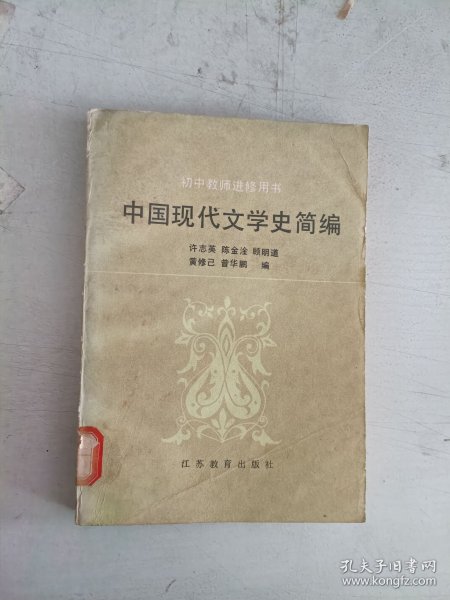 初中教师进修用书
中国现代文学史简编
许志英 陈金淦 顾明道
黄修己 曾华鹏 编
江苏教育出版社
孔夫子旧书网
www.kongfz.com